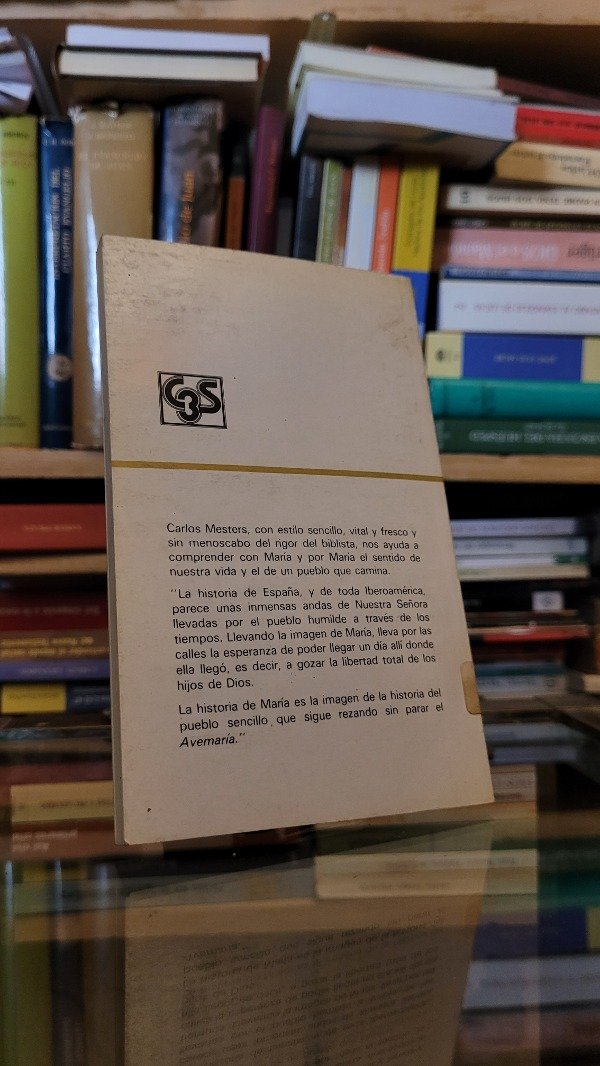 C3S
Carlos Mesters, con estilo sencillo, vital y fresco y
sin menoscabo del rigor del biblista, nos ayuda a
comprender con María y por María el sentido de
nuestra vida y el de un pueblo que camina.
"La historia de España, y de toda Iberoamérica,
parece unas inmensas andas de Nuestra Señora
llevadas por el pueblo humilde a través de los
tiempos. Llevando la imagen de María, lleva por las
calles la esperanza de poder llegar un día allí donde
ella llegó, es decir, a gozar la libertad total de los
hijos de Dios.
La historia de María es la imagen de la historia del
pueblo sencillo que sigue rezando sin parar el
Avemaría."